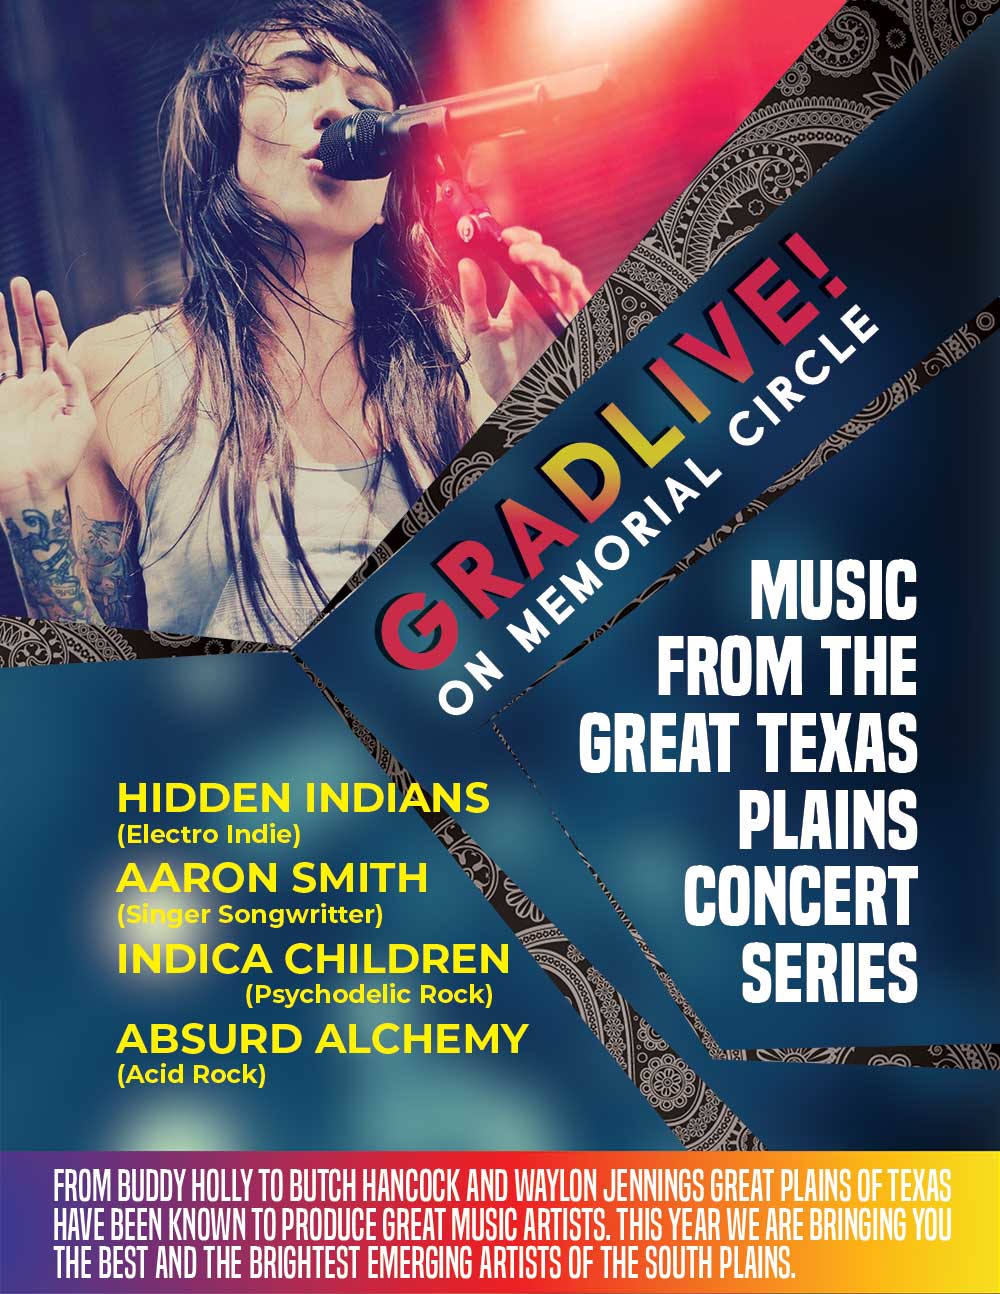 GRADLIVE!
ON MEMORIAL CIRCLE
MUSIC
FROM THE
GREAT TEXAS
PLAINS
CONCERT
SERIES
HIDDEN INDIANS
(Electro Indie)
AARON SMITH
(Singer Songwritter)
INDICA CHILDREN
(Psychodelic Rock)
ABSURD ALCHEMY
(Acid Rock)
FROM BUDDY HOLLY TO BUTCH HANCOCK AND WAYLON JENNINGS GREAT PLAINS OF TEXAS
HAVE BEEN KNOWN TO PRODUCE GREAT MUSIC ARTISTS. THIS YEAR WE ARE BRINGING YOU
THE BEST AND THE BRIGHTEST EMERGING ARTISTS OF THE SOUTH PLAINS.